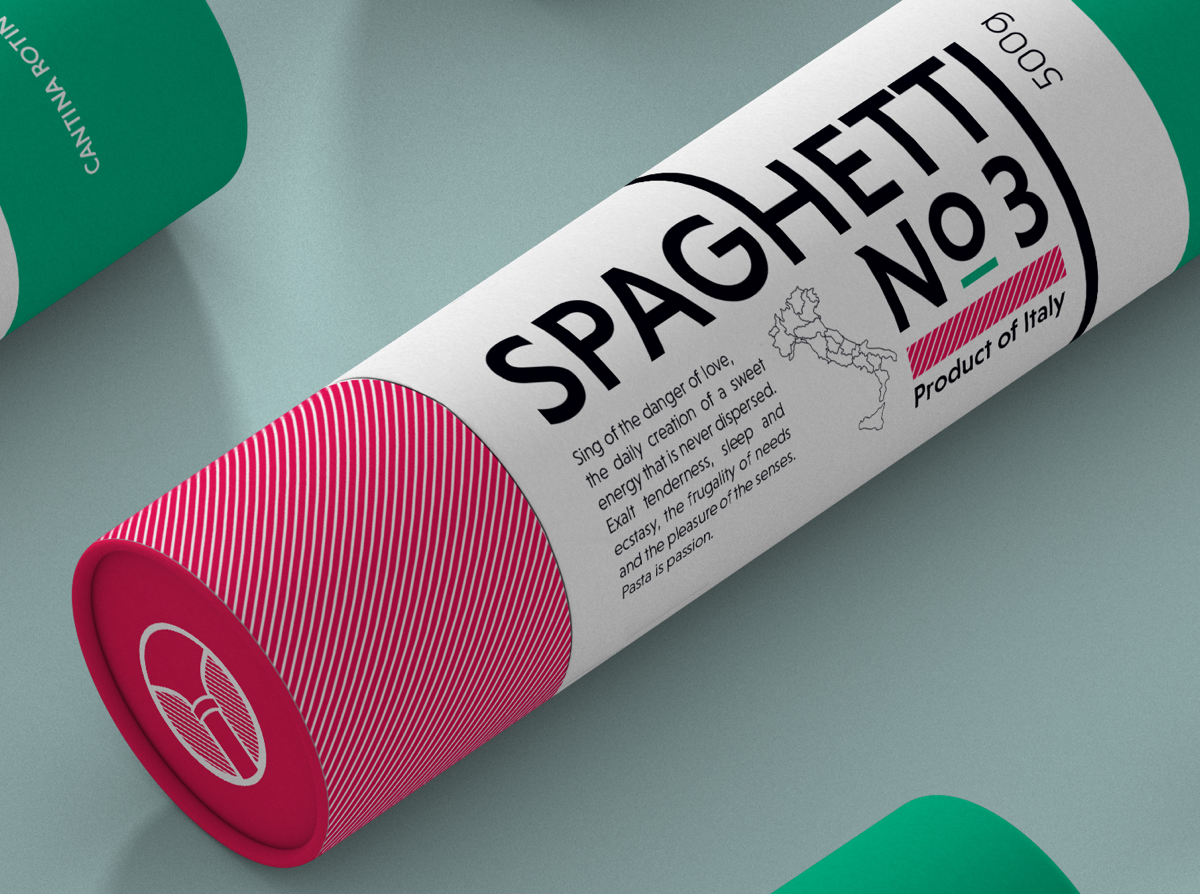 CANTINA ROTIN
500g
SPAGHETTI
No 3
Product of Italy
Sing of the danger of love,
the daily creation of a sweet
energy that is never dispersed.
Exalt tenderness, sleep and
ecstasy, the frugality of needs
and the pleasure of the senses.
Pasta is passion.